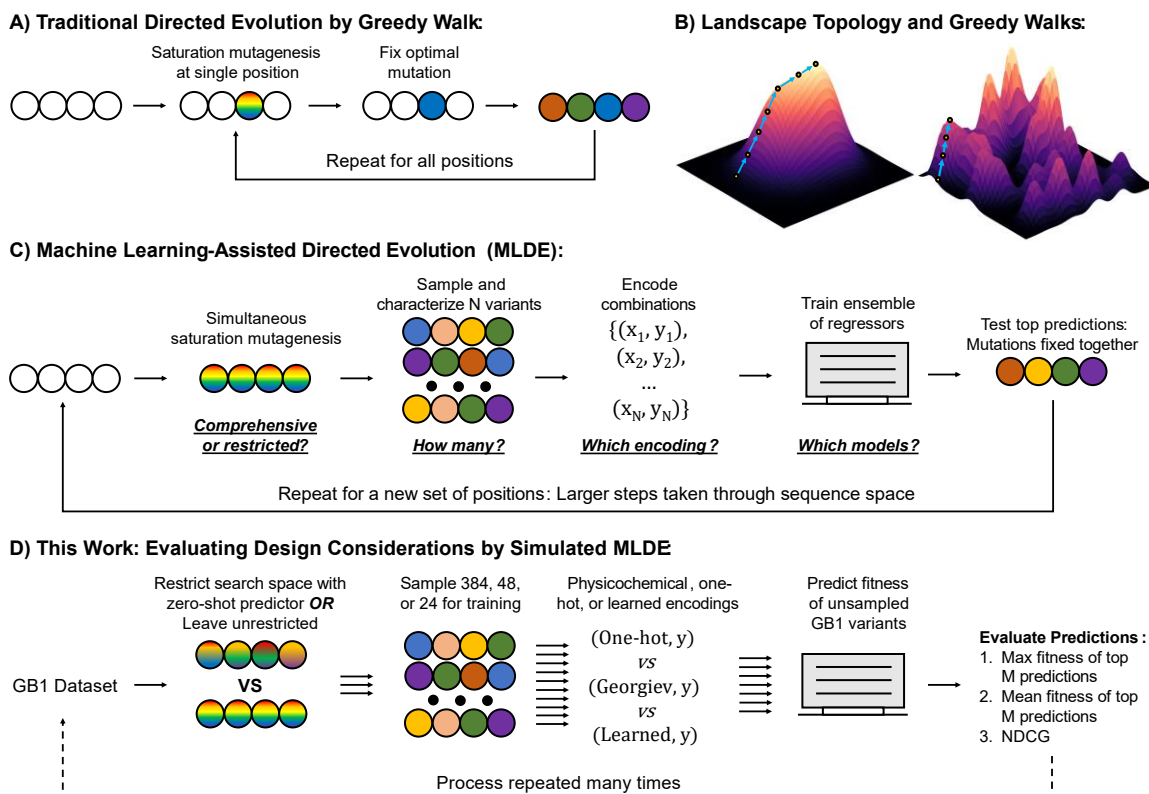 A) Traditional Directed Evolution by Greedy Walk:
Saturation mutagenesis
at single position
Fix optimal
mutation
Repeat for all positions
B) Landscape Topology and Greedy Walks:
C) Machine Learning-Assisted Directed Evolution (MLDE):
Simultaneous
saturation mutagenesis
Comprehensive
or restricted?
Sample and
characterize N variants
How many?
Encode
combinations
{(x₁, y₁),
(x₂, y₂),
...
(x_N, y_N)}
Which encoding?
Train ensemble
of regressors
Which models?
Test top predictions:
Mutations fixed together
Repeat for a new set of positions: Larger steps taken through sequence space
D) This Work: Evaluating Design Considerations by Simulated MLDE:
GB1 Dataset
Restrict search space with
zero-shot predictor OR
Leave unrestricted
VS
Sample 384, 48,
or 24 for training
Physicochemical, one-
hot, or learned encodings
(One-hot, y)
vs
(Georgiev, y)
vs
(Learned, y)
Predict fitness
of unsampled
GB1 variants
Evaluate Predictions:
1. Max fitness of top
M predictions
2. Mean fitness of top
M predictions
3. NDCG
Process repeated many times